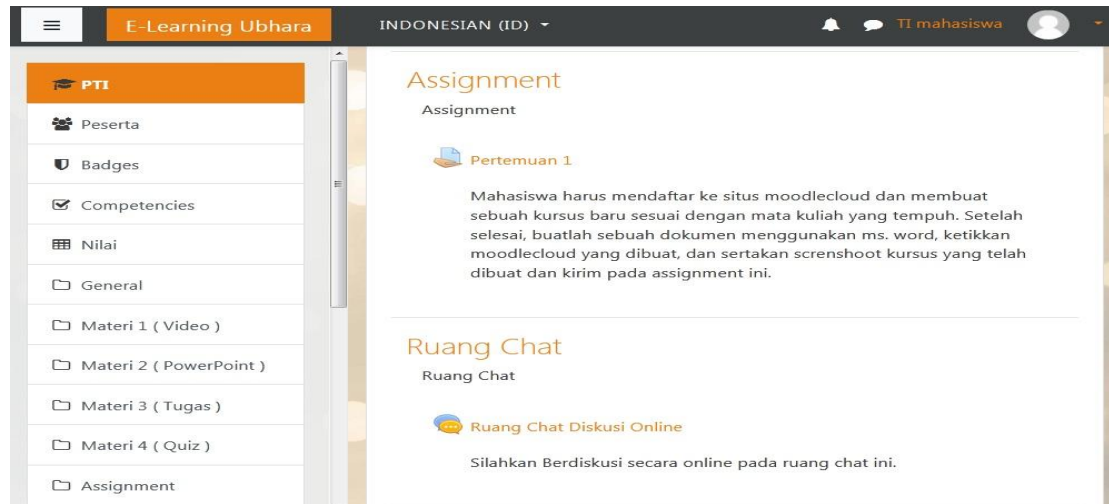 E-Learning Ubhara
INDONESIAN (ID)
TI mahasiswa
PTI
Peserta
Badges
Competencies
Nilai
General
Materi 1 ( Video )
Materi 2 ( PowerPoint )
Materi 3 ( Tugas )
Materi 4 ( Quiz )
Assignment
Assignment
Assignment
Pertemuan 1
Mahasiswa harus mendaftar ke situs moodlecloud dan membuat
sebuah kursus baru sesuai dengan mata kuliah yang tempuh. Setelah
selesai, buatlah sebuah dokumen menggunakan ms. word, ketikkan
moodlecloud yang dibuat, dan sertakan screnshoot kursus yang telah
dibuat dan kirim pada assignment ini.
Ruang Chat
Ruang Chat
Ruang Chat Diskusi Online
Silahkan Berdiskusi secara online pada ruang chat ini.